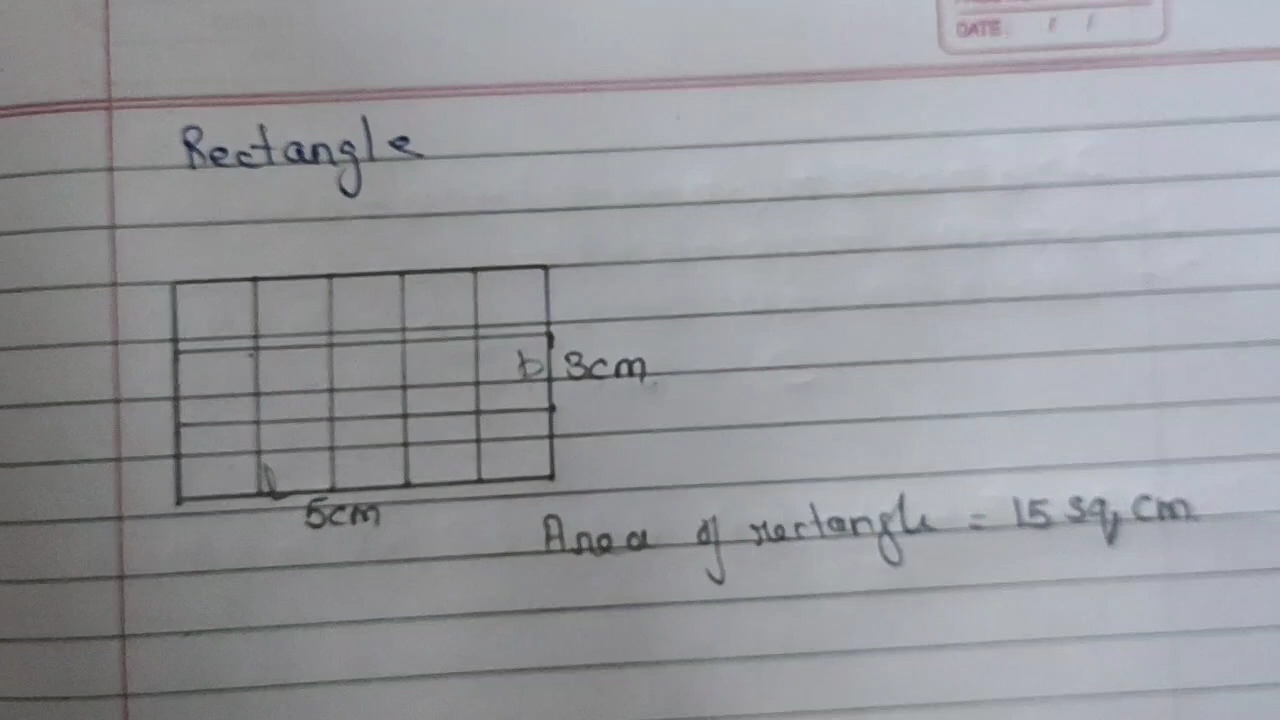 DATE: / /
Rectangle
b 3cm
l
5cm
Area of rectangle = 15 sq, cm